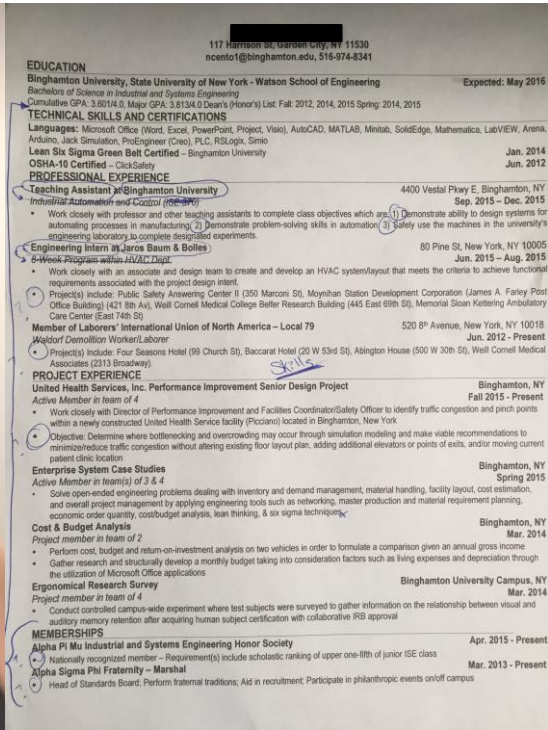 117 Harrison St, Garden City, NY 11530
ncento1@binghamton.edu, 516-974-8341
EDUCATION
Binghamton University, State University of New York - Watson School of Engineering Expected: May 2016
Bachelors of Science in Industrial and Systems Engineering
Cumulative GPA: 3.601/4.0, Major GPA: 3.813/4.0 Dean's (Honor's) List: Fall: 2012, 2014, 2015 Spring: 2014, 2015
TECHNICAL SKILLS AND CERTIFICATIONS
Languages: Microsoft Office (Word, Excel, PowerPoint, Project, Visio), AutoCAD, MATLAB, Minitab, SolidEdge, Mathematica, LabVIEW, Arena,
Arduino, Jack Simulation, ProEngineer (Creo), PLC, RSLogix, Simio
Lean Six Sigma Green Belt Certified – Binghamton University Jan. 2014
OSHA-10 Certified – ClickSafety Jun. 2012
PROFESSIONAL EXPERIENCE
Teaching Assistant at Binghamton University 4400 Vestal Pkwy E, Binghamton, NY
Industrial Automation and Control (ISE 370) Sep. 2015 – Dec. 2015
• Work closely with professor and other teaching assistants to complete class objectives which are: 1) Demonstrate ability to design systems for
automating processes in manufacturing 2) Demonstrate problem-solving skills in automation 3) Safely use the machines in the university's
engineering laboratory to complete designated experiments.
Engineering Intern at Jaros Baum & Bolles 80 Pine St, New York, NY 10005
8-Week Program within HVAC Dept. Jun. 2015 – Aug. 2015
• Work closely with an associate and design team to create and develop an HVAC system/layout that meets the criteria to achieve functional
requirements associated with the project design intent.
• Project(s) include: Public Safety Answering Center II (350 Marconi St), Moynihan Station Development Corporation (James A. Farley Post
Office Building) (421 8th Av), Weill Cornell Medical College Belfer Research Building (445 East 69th St), Memorial Sloan Kettering Ambulatory
Care Center (East 74th St)
Member of Laborers' International Union of North America – Local 79 520 8th Avenue, New York, NY 10018
Waldorf Demolition Worker/Laborer Jun. 2012 - Present
• Project(s) Include: Four Seasons Hotel (99 Church St), Baccarat Hotel (20 W 53rd St), Abington House (500 W 30th St), Weill Cornell Medical
Associates (2313 Broadway).
Skills
PROJECT EXPERIENCE
United Health Services, Inc. Performance Improvement Senior Design Project Binghamton, NY
Active Member in team of 4 Fall 2015 - Present
• Work closely with Director of Performance Improvement and Facilities Coordinator/Safety Officer to identify traffic congestion and pinch points
within a newly constructed United Health Service facility (Picciano) located in Binghamton, New York
• Objective: Determine where bottlenecking and overcrowding may occur through simulation modeling and make viable recommendations to
minimize/reduce traffic congestion without altering existing floor layout plan, adding additional elevators or points of exits, and/or moving current
patient clinic location
Enterprise System Case Studies Binghamton, NY
Active Member in team(s) of 3 & 4 Spring 2015
• Solve open-ended engineering problems dealing with inventory and demand management, material handling, facility layout, cost estimation,
and overall project management by applying engineering tools such as networking, master production and material requirement planning,
economic order quantity, cost/budget analysis, lean thinking, & six sigma techniques
Cost & Budget Analysis Binghamton, NY
Project member in team of 2 Mar. 2014
• Perform cost, budget and return-on-investment analysis on two vehicles in order to formulate a comparison given an annual gross income
• Gather research and structurally develop a monthly budget taking into consideration factors such as living expenses and depreciation through
the utilization of Microsoft Office applications
Ergonomical Research Survey Binghamton University Campus, NY
Project member in team of 4 Mar. 2014
• Conduct controlled campus-wide experiment where test subjects were surveyed to gather information on the relationship between visual and
auditory memory retention after acquiring human subject certification with collaborative IRB approval
MEMBERSHIPS
Alpha Pi Mu Industrial and Systems Engineering Honor Society Apr. 2015 - Present
• Nationally recognized member – Requirement(s) include scholastic ranking of upper one-fifth of junior ISE class
Alpha Sigma Phi Fraternity – Marshal Mar. 2013 - Present
• Head of Standards Board; Perform fraternal traditions; Aid in recruitment; Participate in philanthropic events on/off campus